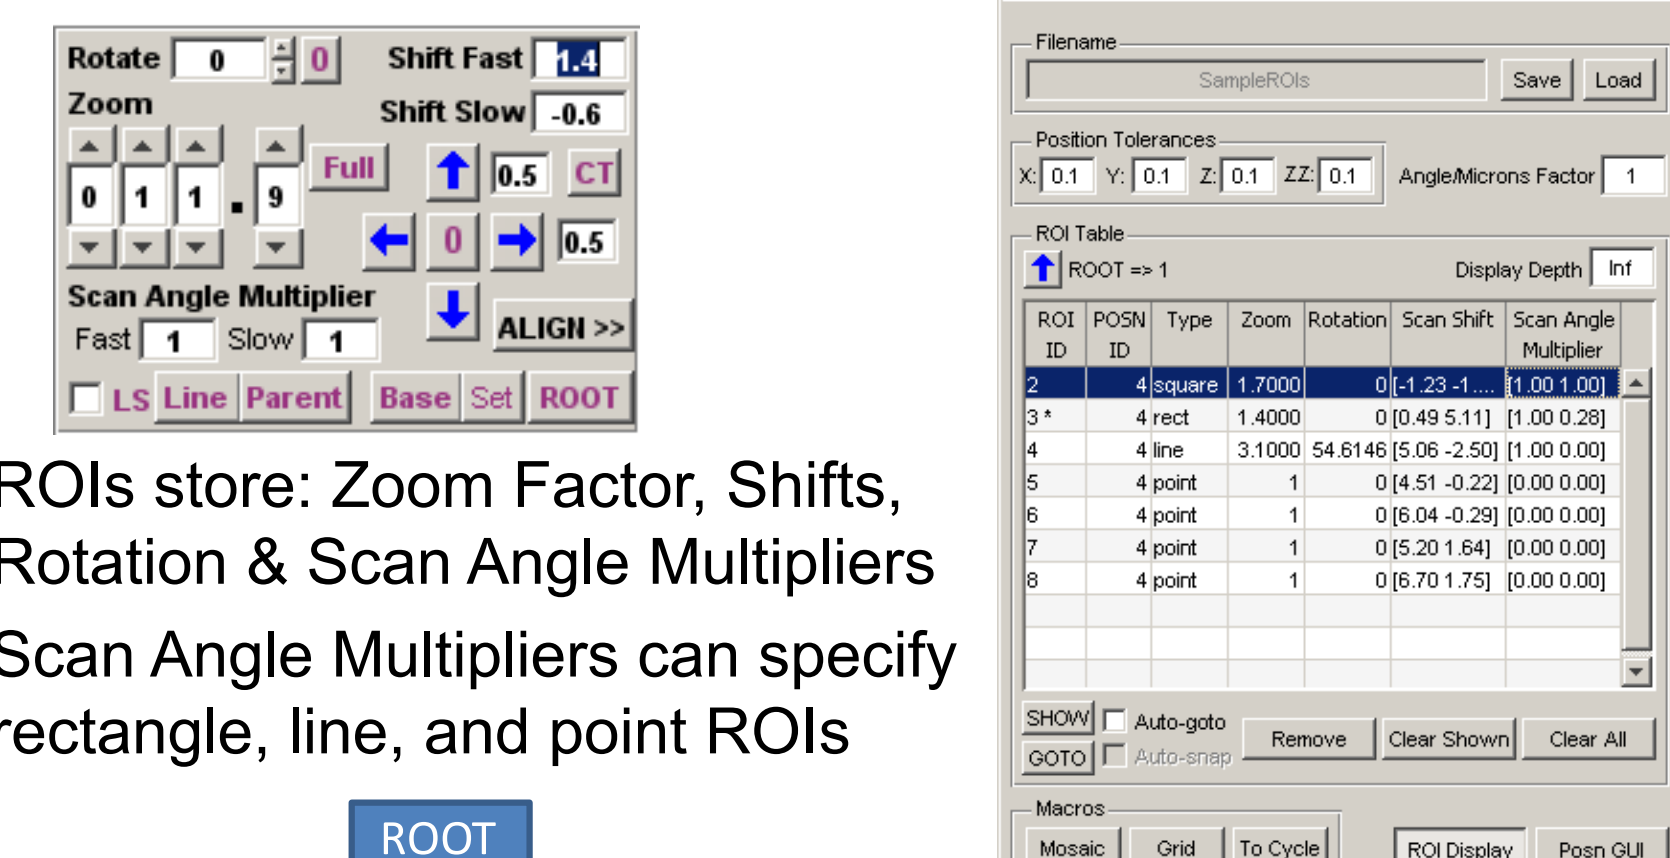 Rotate 0 0 Shift Fast 1.4
Zoom Shift Slow -0.6
0 1 1 . 9 Full 0.5 CT
0 0.5
Scan Angle Multiplier
Fast 1 Slow 1 ALIGN >>
LS Line Parent Base Set ROOT
ROIs store: Zoom Factor, Shifts,
Rotation & Scan Angle Multipliers
Scan Angle Multipliers can specify
rectangle, line, and point ROIs
ROOT
Filename
SampleROIs Save Load
Position Tolerances
X: 0.1 Y: 0.1 Z: 0.1 ZZ: 0.1 Angle/Microns Factor 1
ROI Table
ROOT => 1 Display Depth Inf
ROI POSN Type Zoom Rotation Scan Shift Scan Angle
ID ID Multiplier
2 4 square 1.7000 0 [-1.23 -1.... [1.00 1.00]
3 * 4 rect 1.4000 0 [0.49 5.11] [1.00 0.28]
4 4 line 3.1000 54.6146 [5.06 -2.50] [1.00 0.00]
5 4 point 1 0 [4.51 -0.22] [0.00 0.00]
6 4 point 1 0 [6.04 -0.29] [0.00 0.00]
7 4 point 1 0 [5.20 1.64] [0.00 0.00]
8 4 point 1 0 [6.70 1.75] [0.00 0.00]
SHOW Auto-goto Remove Clear Shown Clear All
GOTO Auto-snap
Macros
Mosaic Grid To Cycle ROI Display Posn GUI